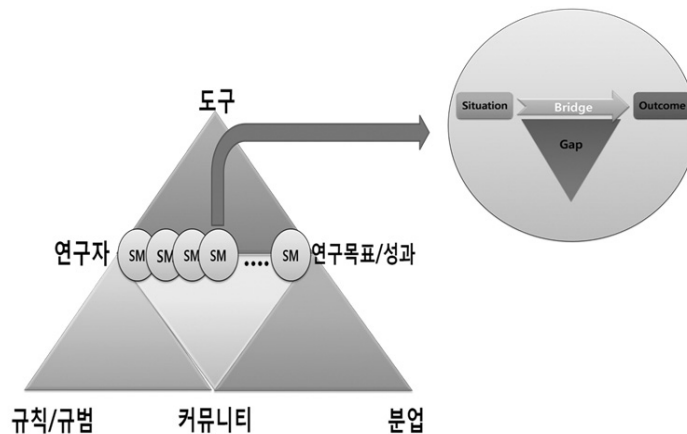 도구
Situation
Bridge
Outcome
Gap
연구자
SM
SM
SM
SM
....
SM
연구목표/성과
규칙/규범
커뮤니티
분업